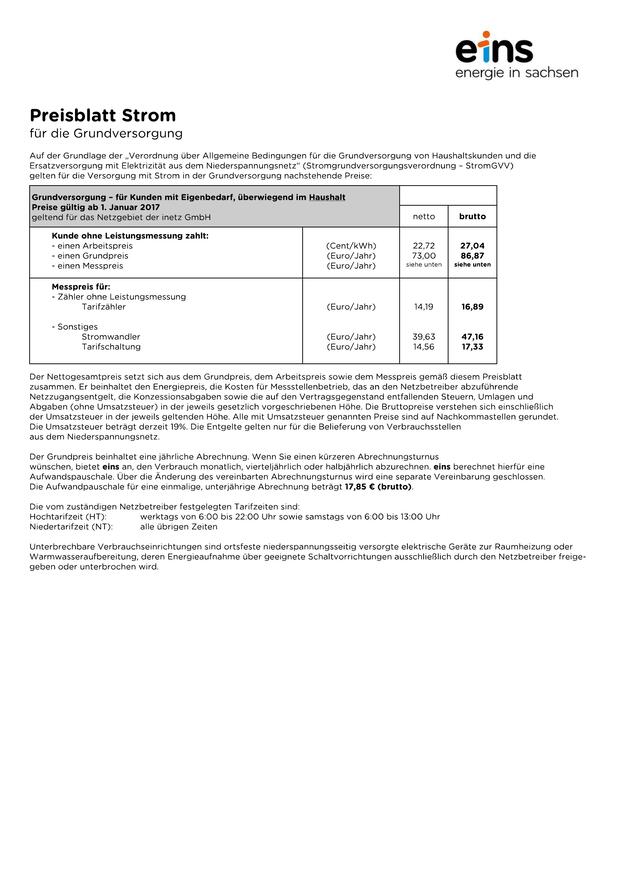 eins
energie in sachsen
Preisblatt Strom
für die Grundversorgung
Auf der Grundlage der „Verordnung über Allgemeine Bedingungen für die Grundversorgung von Haushaltskunden und die
Ersatzversorgung mit Elektrizität aus dem Niederspannungsnetz“ (Stromgrundversorgungsverordnung – StromGVV)
gelten für die Versorgung mit Strom in der Grundversorgung nachstehende Preise:
Grundversorgung – für Kunden mit Eigenbedarf, überwiegend im Haushalt
Preise gültig ab 1. Januar 2017
geltend für das Netzgebiet der inetz GmbH netto brutto
Kunde ohne Leistungsmessung zahlt:
- einen Arbeitspreis (Cent/kWh) 22,72 27,04
- einen Grundpreis (Euro/Jahr) 73,00 86,87
- einen Messpreis (Euro/Jahr) siehe unten siehe unten
Messpreis für:
- Zähler ohne Leistungsmessung
Tarifzähler (Euro/Jahr) 14,19 16,89
- Sonstiges
Stromwandler (Euro/Jahr) 39,63 47,16
Tarifschaltung (Euro/Jahr) 14,56 17,33
Der Nettogesamtpreis setzt sich aus dem Grundpreis, dem Arbeitspreis sowie dem Messpreis gemäß diesem Preisblatt
zusammen. Er beinhaltet den Energiepreis, die Kosten für Messstellenbetrieb, das an den Netzbetreiber abzuführende
Netzzugangsentgelt, die Konzessionsabgaben sowie die auf den Vertragsgegenstand entfallenden Steuern, Umlagen und
Abgaben (ohne Umsatzsteuer) in der jeweils gesetzlich vorgeschriebenen Höhe. Die Bruttopreise verstehen sich einschließlich
der Umsatzsteuer in der jeweils geltenden Höhe. Alle mit Umsatzsteuer genannten Preise sind auf Nachkommastellen gerundet.
Die Umsatzsteuer beträgt derzeit 19%. Die Entgelte gelten nur für die Belieferung von Verbrauchsstellen
aus dem Niederspannungsnetz.
Der Grundpreis beinhaltet eine jährliche Abrechnung. Wenn Sie einen kürzeren Abrechnungsturnus
wünschen, bietet eins an, den Verbrauch monatlich, vierteljährlich oder halbjährlich abzurechnen. eins berechnet hierfür eine
Aufwandspauschale. Über die Änderung des vereinbarten Abrechnungsturnus wird eine separate Vereinbarung geschlossen.
Die Aufwandpauschale für eine einmalige, unterjährige Abrechnung beträgt 17,85 € (brutto).
Die vom zuständigen Netzbetreiber festgelegten Tarifzeiten sind:
Hochtarifzeit (HT): werktags von 6:00 bis 22:00 Uhr sowie samstags von 6:00 bis 13:00 Uhr
Niedertarifzeit (NT): alle übrigen Zeiten
Unterbrechbare Verbrauchseinrichtungen sind ortsfeste niederspannungsseitig versorgte elektrische Geräte zur Raumheizung oder
Warmwasseraufbereitung, deren Energieaufnahme über geeignete Schaltvorrichtungen ausschließlich durch den Netzbetreiber freige-
geben oder unterbrochen wird.